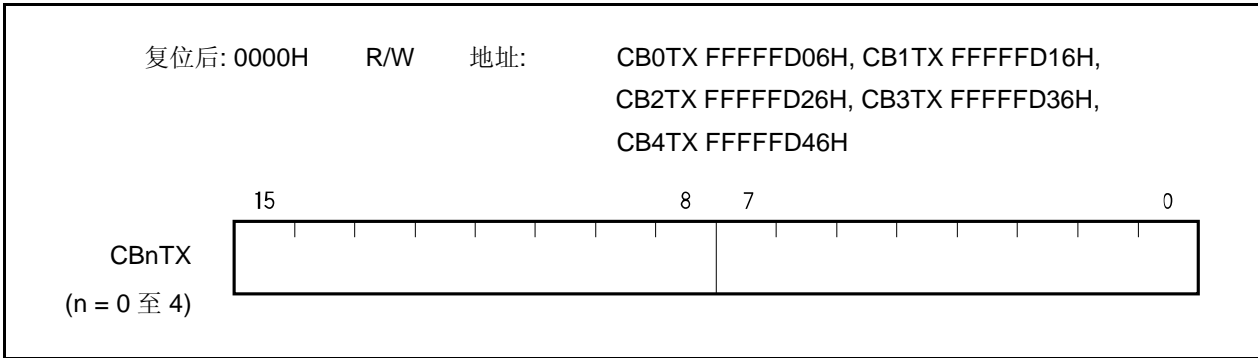 复位后: 0000H R/W 地址: CB0TX FFFFFD06H, CB1TX FFFFFD16H,
CB2TX FFFFFD26H, CB3TX FFFFFD36H,
CB4TX FFFFFD46H
15 8 7 0
CBnTX
(n = 0 至 4)